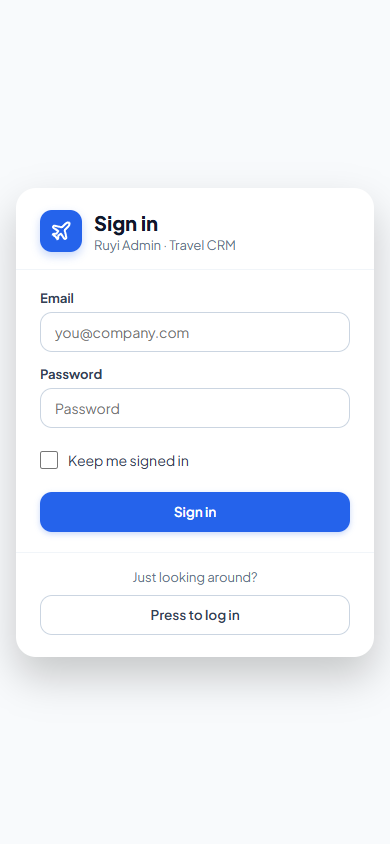 Sign in
Ruyi Admin · Travel CRM
Email
you@company.com
Password
Password
Keep me signed in
Sign in
Just looking around?
Press to log in